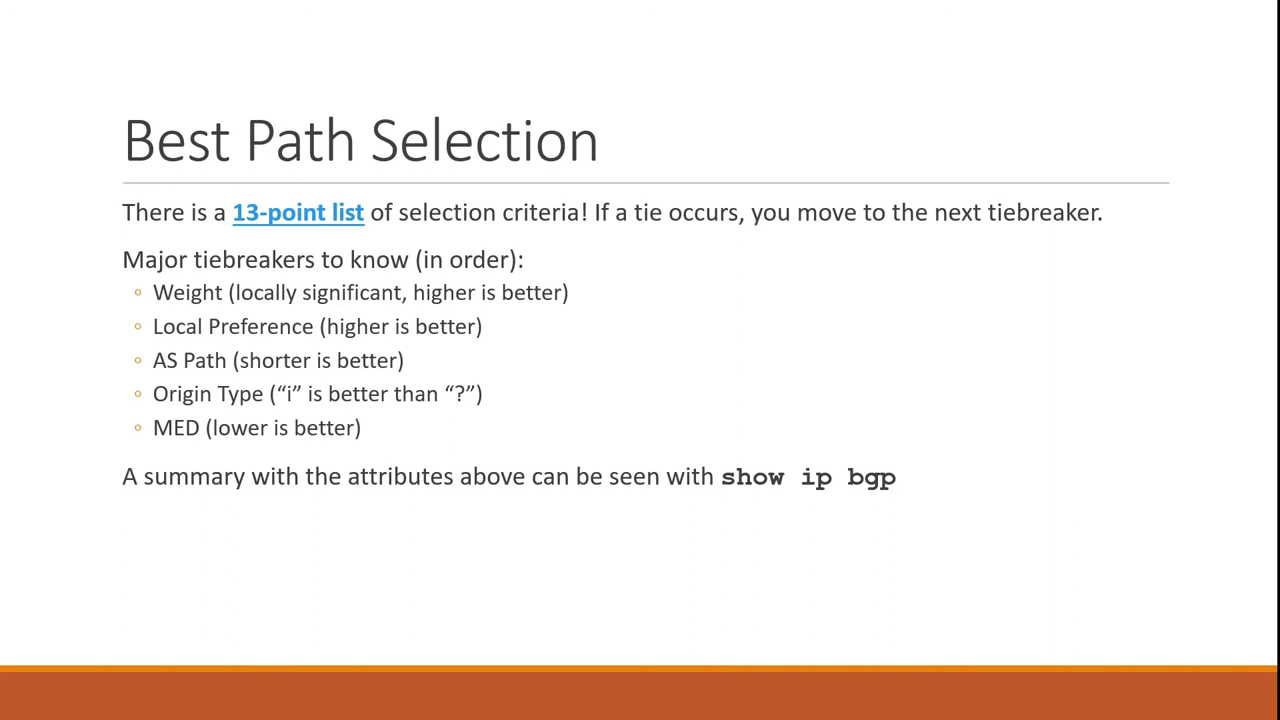 Best Path Selection
There is a 13-point list of selection criteria! If a tie occurs, you move to the next tiebreaker.
Major tiebreakers to know (in order):
◦ Weight (locally significant, higher is better)
◦ Local Preference (higher is better)
◦ AS Path (shorter is better)
◦ Origin Type (“i” is better than “?”)
◦ MED (lower is better)
A summary with the attributes above can be seen with show ip bgp